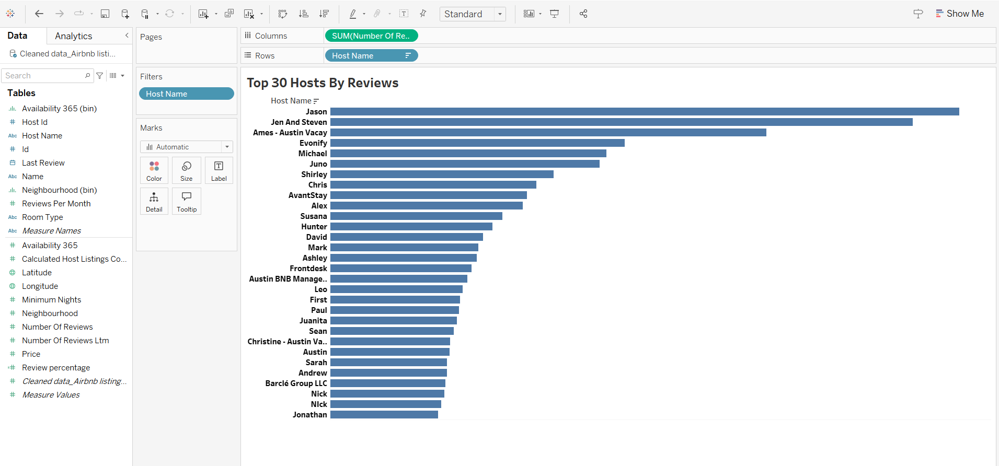 Standard
Show Me
Data
Analytics
Cleaned data_Airbnb listi...
Search
Tables
Availability 365 (bin)
# Host Id
Abc Host Name
# Id
Last Review
Abc Name
Neighbourhood (bin)
# Reviews Per Month
Abc Room Type
Abc Measure Names
# Availability 365
# Calculated Host Listings Co...
Latitude
Longitude
# Minimum Nights
# Neighbourhood
# Number Of Reviews
# Number Of Reviews Ltm
# Price
=# Review percentage
# Cleaned data_Airbnb listing...
# Measure Values
Pages
Filters
Host Name
Marks
Automatic
Color
Size
T
Label
Detail
Tooltip
Columns
SUM(Number Of Re..
Rows
Host Name
Top 30 Hosts By Reviews
Host Name
Jason
Jen And Steven
Ames - Austin Vacay
Evonify
Michael
Juno
Shirley
Chris
AvantStay
Alex
Susana
Hunter
David
Mark
Ashley
Frontdesk
Austin BNB Manage..
Leo
First
Paul
Juanita
Sean
Christine - Austin Va..
Austin
Sarah
Andrew
Barclé Group LLC
Nick
NIck
Jonathan